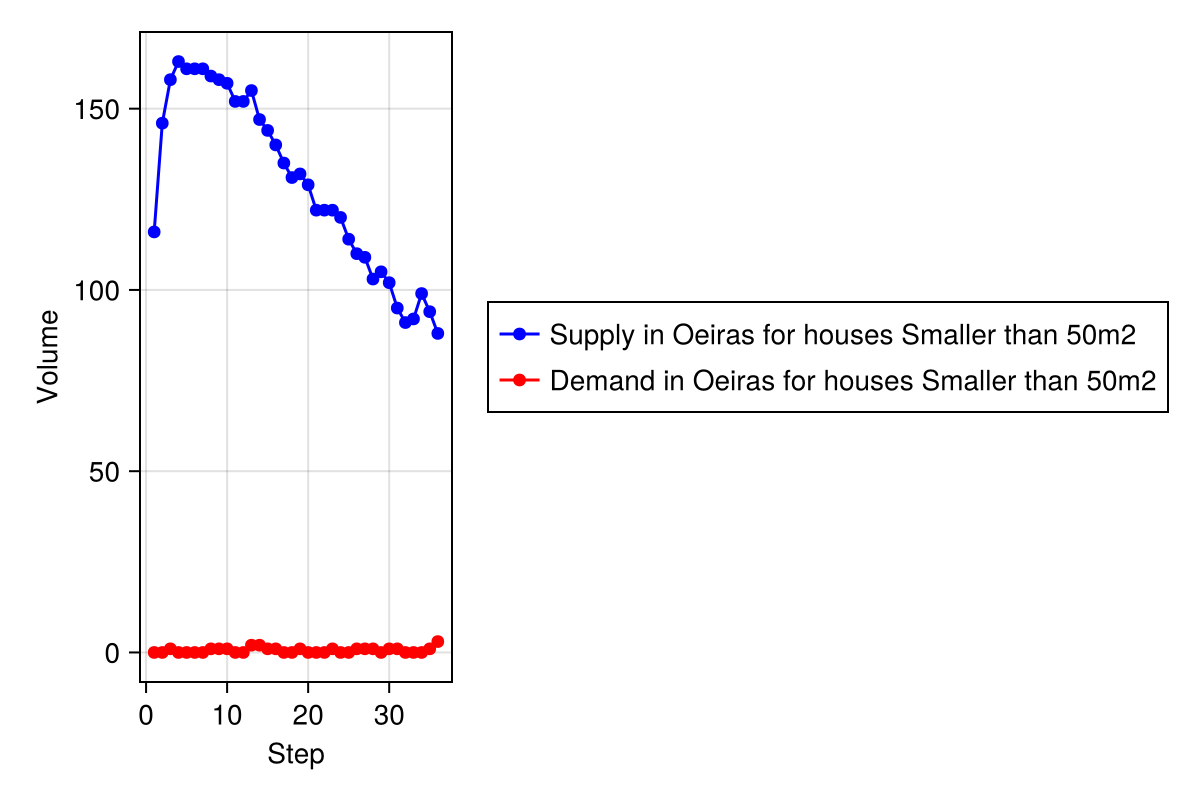 150
100
50
0
Volume
0 10 20 30
Step
Supply in Oeiras for houses Smaller than 50m2
Demand in Oeiras for houses Smaller than 50m2